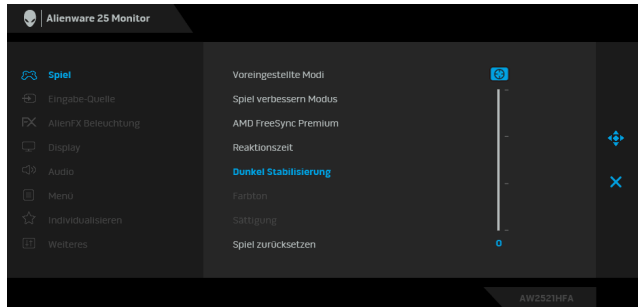 Alienware 25 Monitor
Spiel
Eingabe-Quelle
AlienFX Beleuchtung
Display
Audio
Menü
Individualisieren
Weiteres
Voreingestellte Modi
Spiel verbessern Modus
AMD FreeSync Premium
Reaktionszeit
Dunkel Stabilisierung
Farbton
Sättigung
Spiel zurücksetzen
0
AW2521HFA